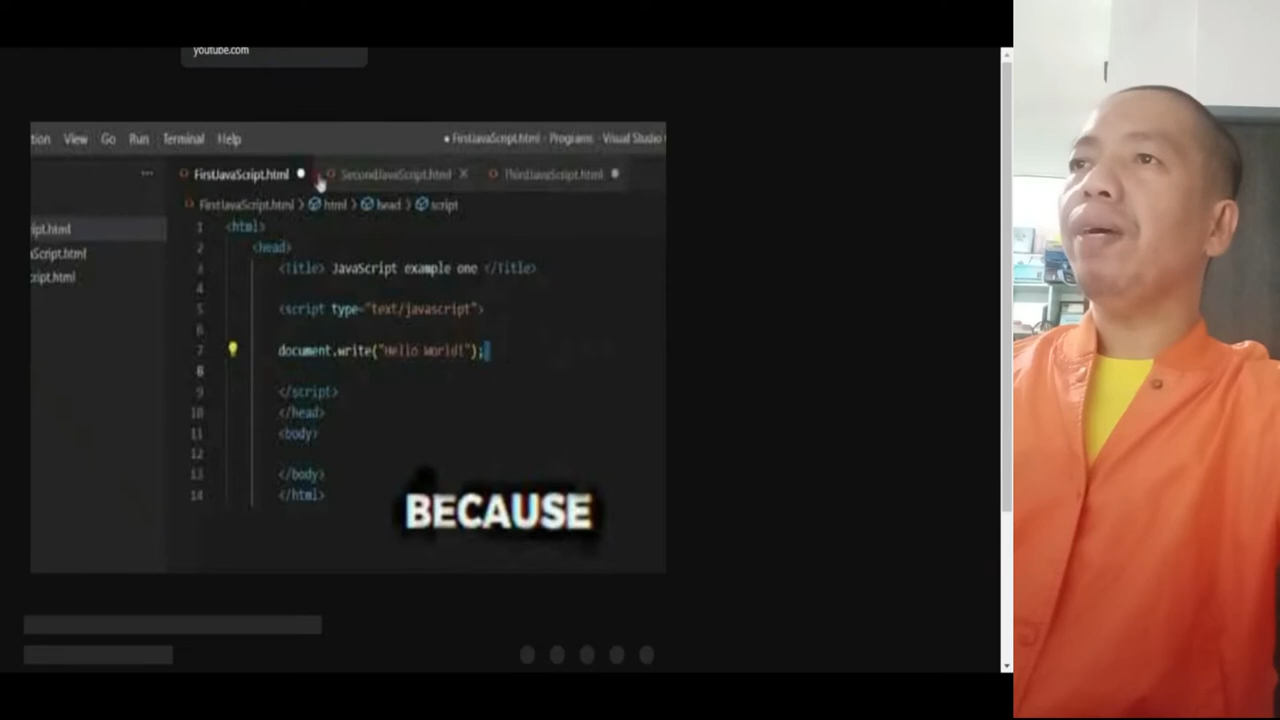 youtube.com
tion View Go Run Terminal Help
FirstJavaScript.html - Programs - Visual Studio
FirstJavaScript.html SecondJavaScript.html ThirdJavaScript.html
FirstJavaScript.html > html > head > script
ipt.html
aScript.html
cript.html
1 <html>
2 <head>
3 <Title> JavaScript example one </Title>
4
5 <script type="text/javascript">
6
7 document.write("Hello World!");
8
9 </script>
10 </head>
11 <body>
12
13 </body>
14 </html>
BECAUSE